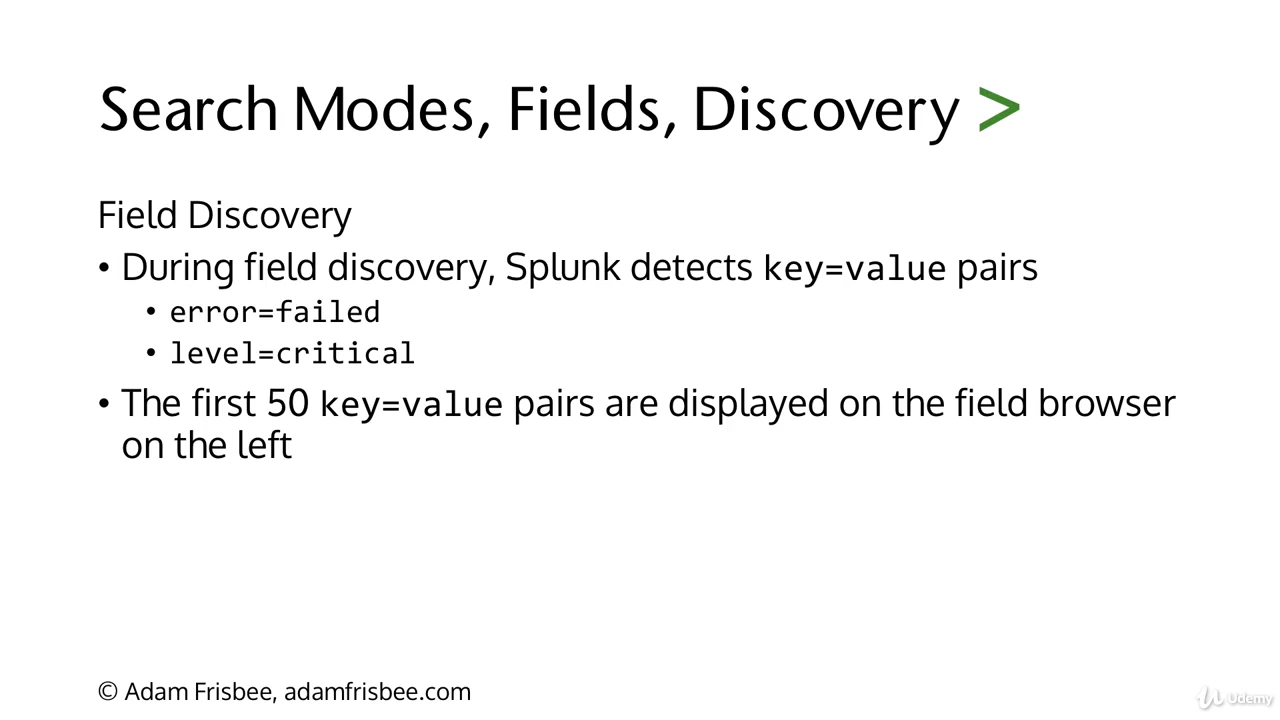 Search Modes, Fields, Discovery >
Field Discovery
• During field discovery, Splunk detects key=value pairs
• error=failed
• level=critical
• The first 50 key=value pairs are displayed on the field browser
on the left
© Adam Frisbee, adamfrisbee.com
Udemy